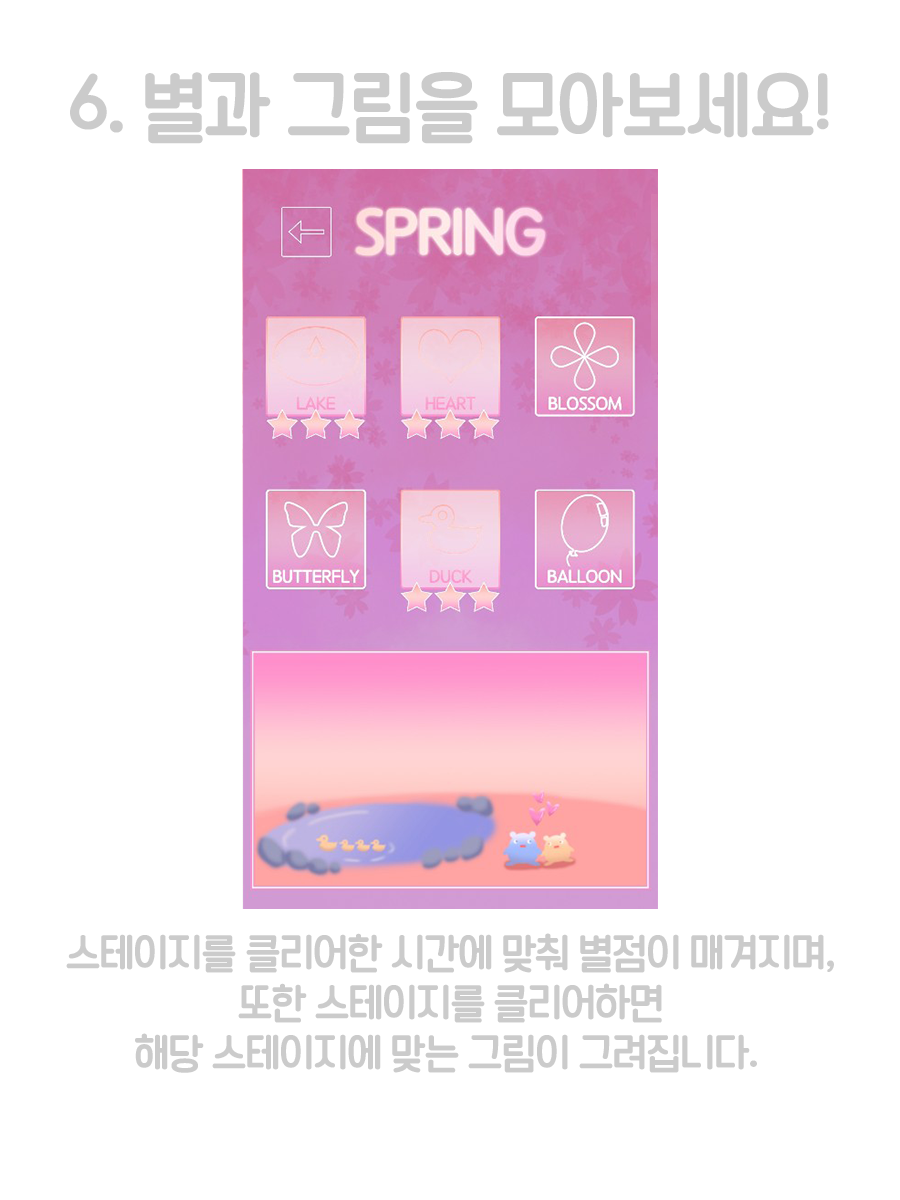 6. 별과 그림을 모아보세요!
SPRING
LAKE HEART BLOSSOM
BUTTERFLY DUCK BALLOON
스테이지를 클리어한 시간에 맞춰 별점이 매겨지며,
또한 스테이지를 클리어하면
해당 스테이지에 맞는 그림이 그려집니다.